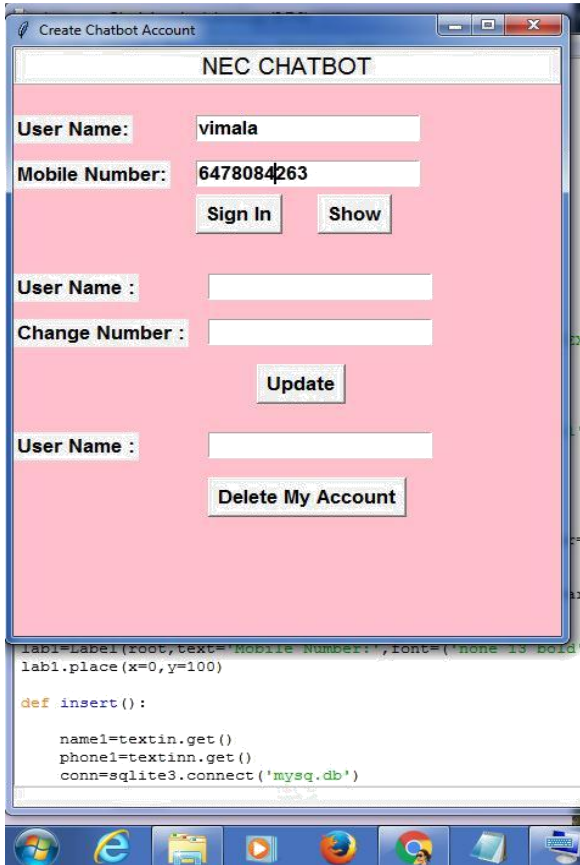 Create Chatbot Account
NEC CHATBOT
User Name: vimala
Mobile Number: 6478084263
Sign In Show
User Name :
Change Number :
Update
User Name :
Delete My Account
lab1=Label(root,text='Mobile Number:',font=('none 13 bold'
lab1.place(x=0,y=100)
def insert():
name1=textin.get()
phone1=textinn.get()
conn=sqlite3.connect('mysq.db')